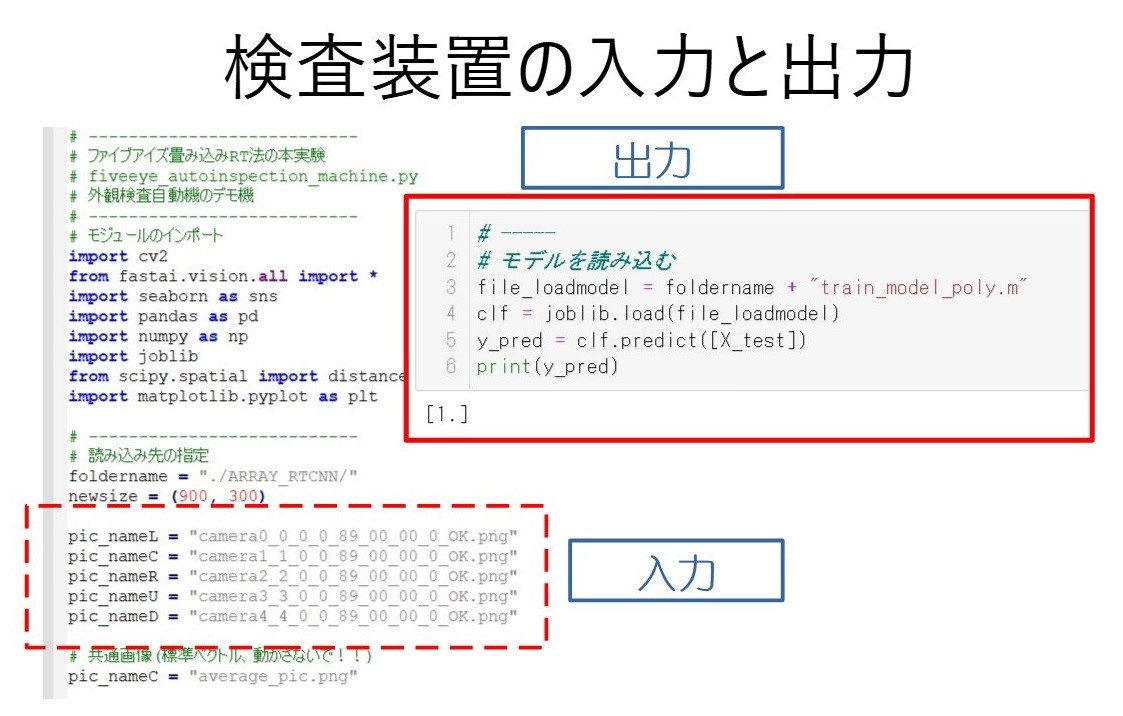 検査装置の入力と出力
# ---------------------------
# ファイブアイズ畳み込みRT法の本実験
# fiveeye_autoinspection_machine.py
# 外観検査自動機のデモ機
# ---------------------------
# モジュールのインポート
import cv2
from fastai.vision.all import *
import seaborn as sns
import pandas as pd
import numpy as np
import joblib
from scipy.spatial import distance
import matplotlib.pyplot as plt
# ---------------------------
# 読み込み先の指定
foldername = "./ARRAY_RTCNN/"
newsize = (900, 300)
pic_nameL = "camera0_0_0_0_89_00_00_0_OK.png"
pic_nameC = "camera1_1_0_0_89_00_00_0_OK.png"
pic_nameR = "camera2_2_0_0_89_00_00_0_OK.png"
pic_nameU = "camera3_3_0_0_89_00_00_0_OK.png"
pic_nameD = "camera4_4_0_0_89_00_00_0_OK.png"
# 共通画像(標準ベクトル、動かさないで！！)
pic_nameC = "average_pic.png"
出力
1 # -----
2 # モデルを読み込む
3 file_loadmodel = foldername + "train_model_poly.m"
4 clf = joblib.load(file_loadmodel)
5 y_pred = clf.predict([X_test])
6 print(y_pred)
[1.]
入力